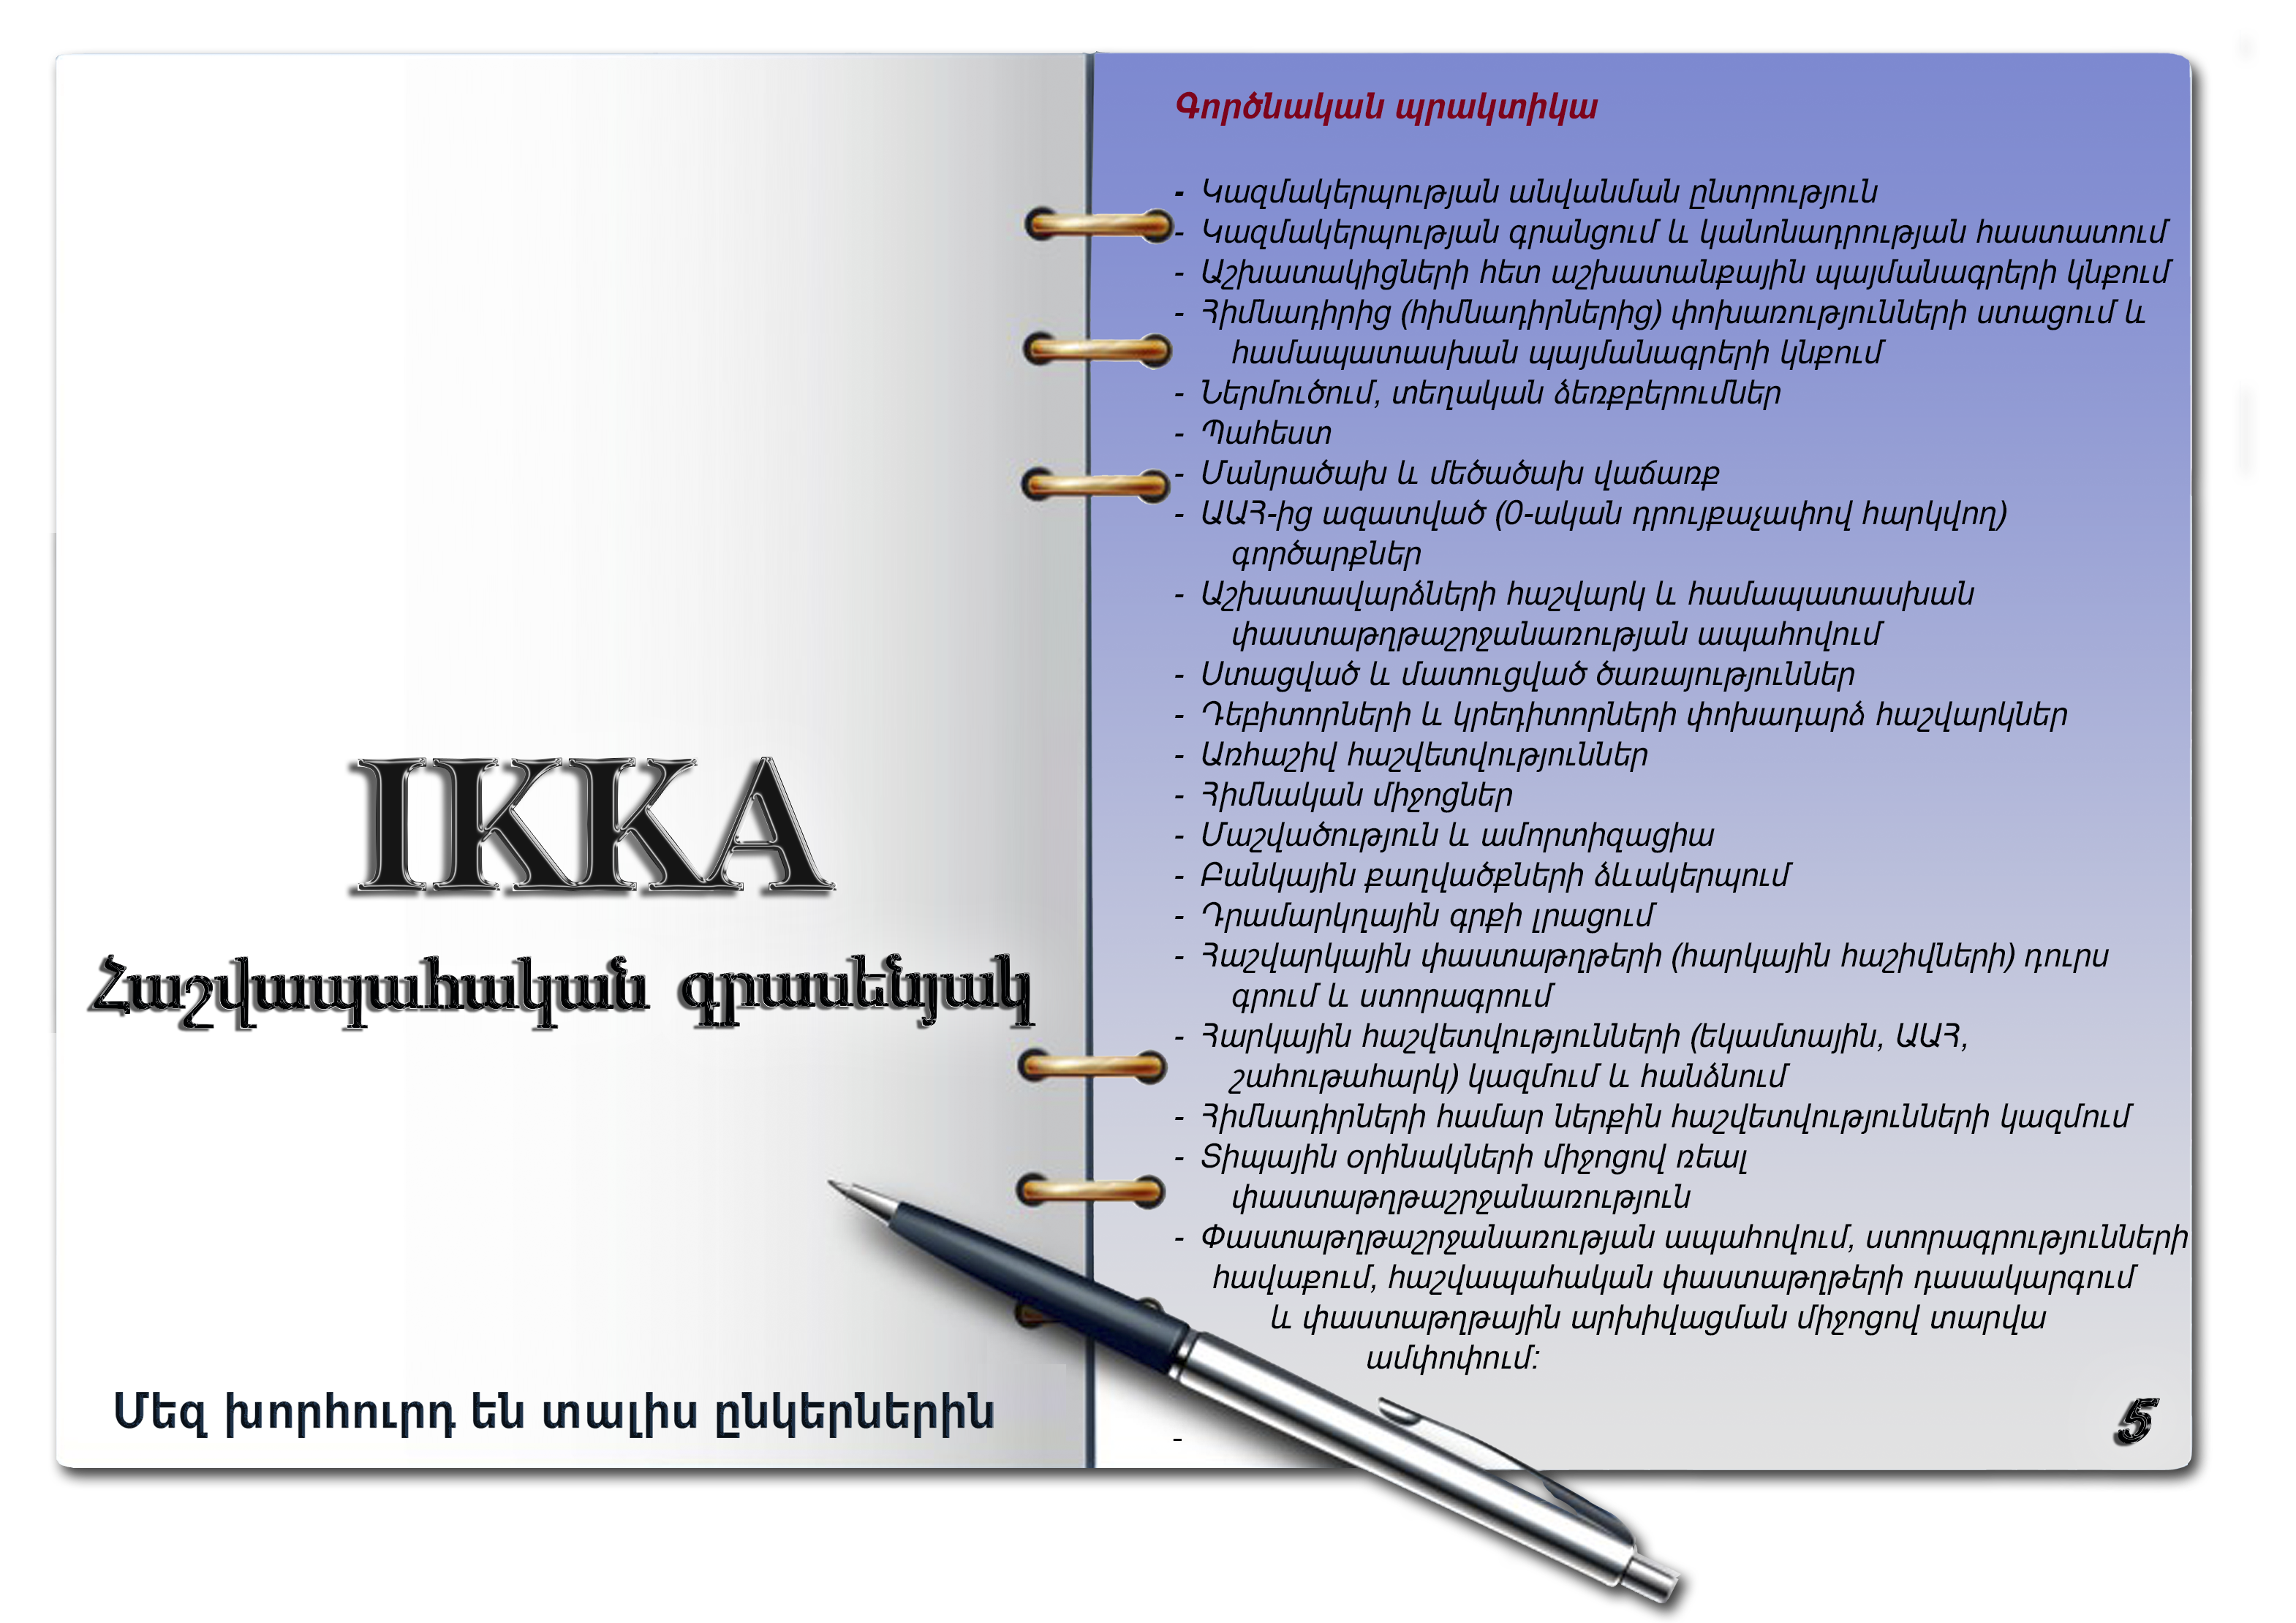 IKKA
Հաշվապահական գրասենյակ
Մեզ խորհուրդ են տալիս ընկերներին
Գործնական պրակտիկա
- Կազմակերպության անվանման ընտրություն
- Կազմակերպության գրանցում և կանոնադրության հաստատում
- Աշխատակիցների հետ աշխատանքային պայմանագրերի կնքում
- Հիմնադիրից (հիմնադիրներից) փոխառությունների ստացում և
համապատասխան պայմանագրերի կնքում
- Ներմուծում, տեղական ձեռքբերումներ
- Պահեստ
- Մանրածախ և մեծածախ վաճառք
- ԱԱՀ-ից ազատված (0-ական դրույքաչափով հարկվող)
գործարքներ
- Աշխատավարձների հաշվարկ և համապատասխան
փաստաթղթաշրջանառության ապահովում
- Ստացված և մատուցված ծառայություններ
- Դեբիտորների և կրեդիտորների փոխադարձ հաշվարկներ
- Առհաշիվ հաշվետվություններ
- Հիմնական միջոցներ
- Մաշվածություն և ամորտիզացիա
- Բանկային քաղվածքների ձևակերպում
- Դրամարկղային գրքի լրացում
- Հաշվարկային փաստաթղթերի (հարկային հաշիվների) դուրս
գրում և ստորագրում
- Հարկային հաշվետվությունների (եկամտային, ԱԱՀ,
շահութահարկ) կազմում և հանձնում
- Հիմնադիրների համար ներքին հաշվետվությունների կազմում
- Տիպային օրինակների միջոցով ռեալ
փաստաթղթաշրջանառություն
- Փաստաթղթաշրջանառության ապահովում, ստորագրությունների
հավաքում, հաշվապահական փաստաթղթերի դասակարգում
և փաստաթղթային արխիվացման միջոցով տարվա
ամփոփում:
-
5